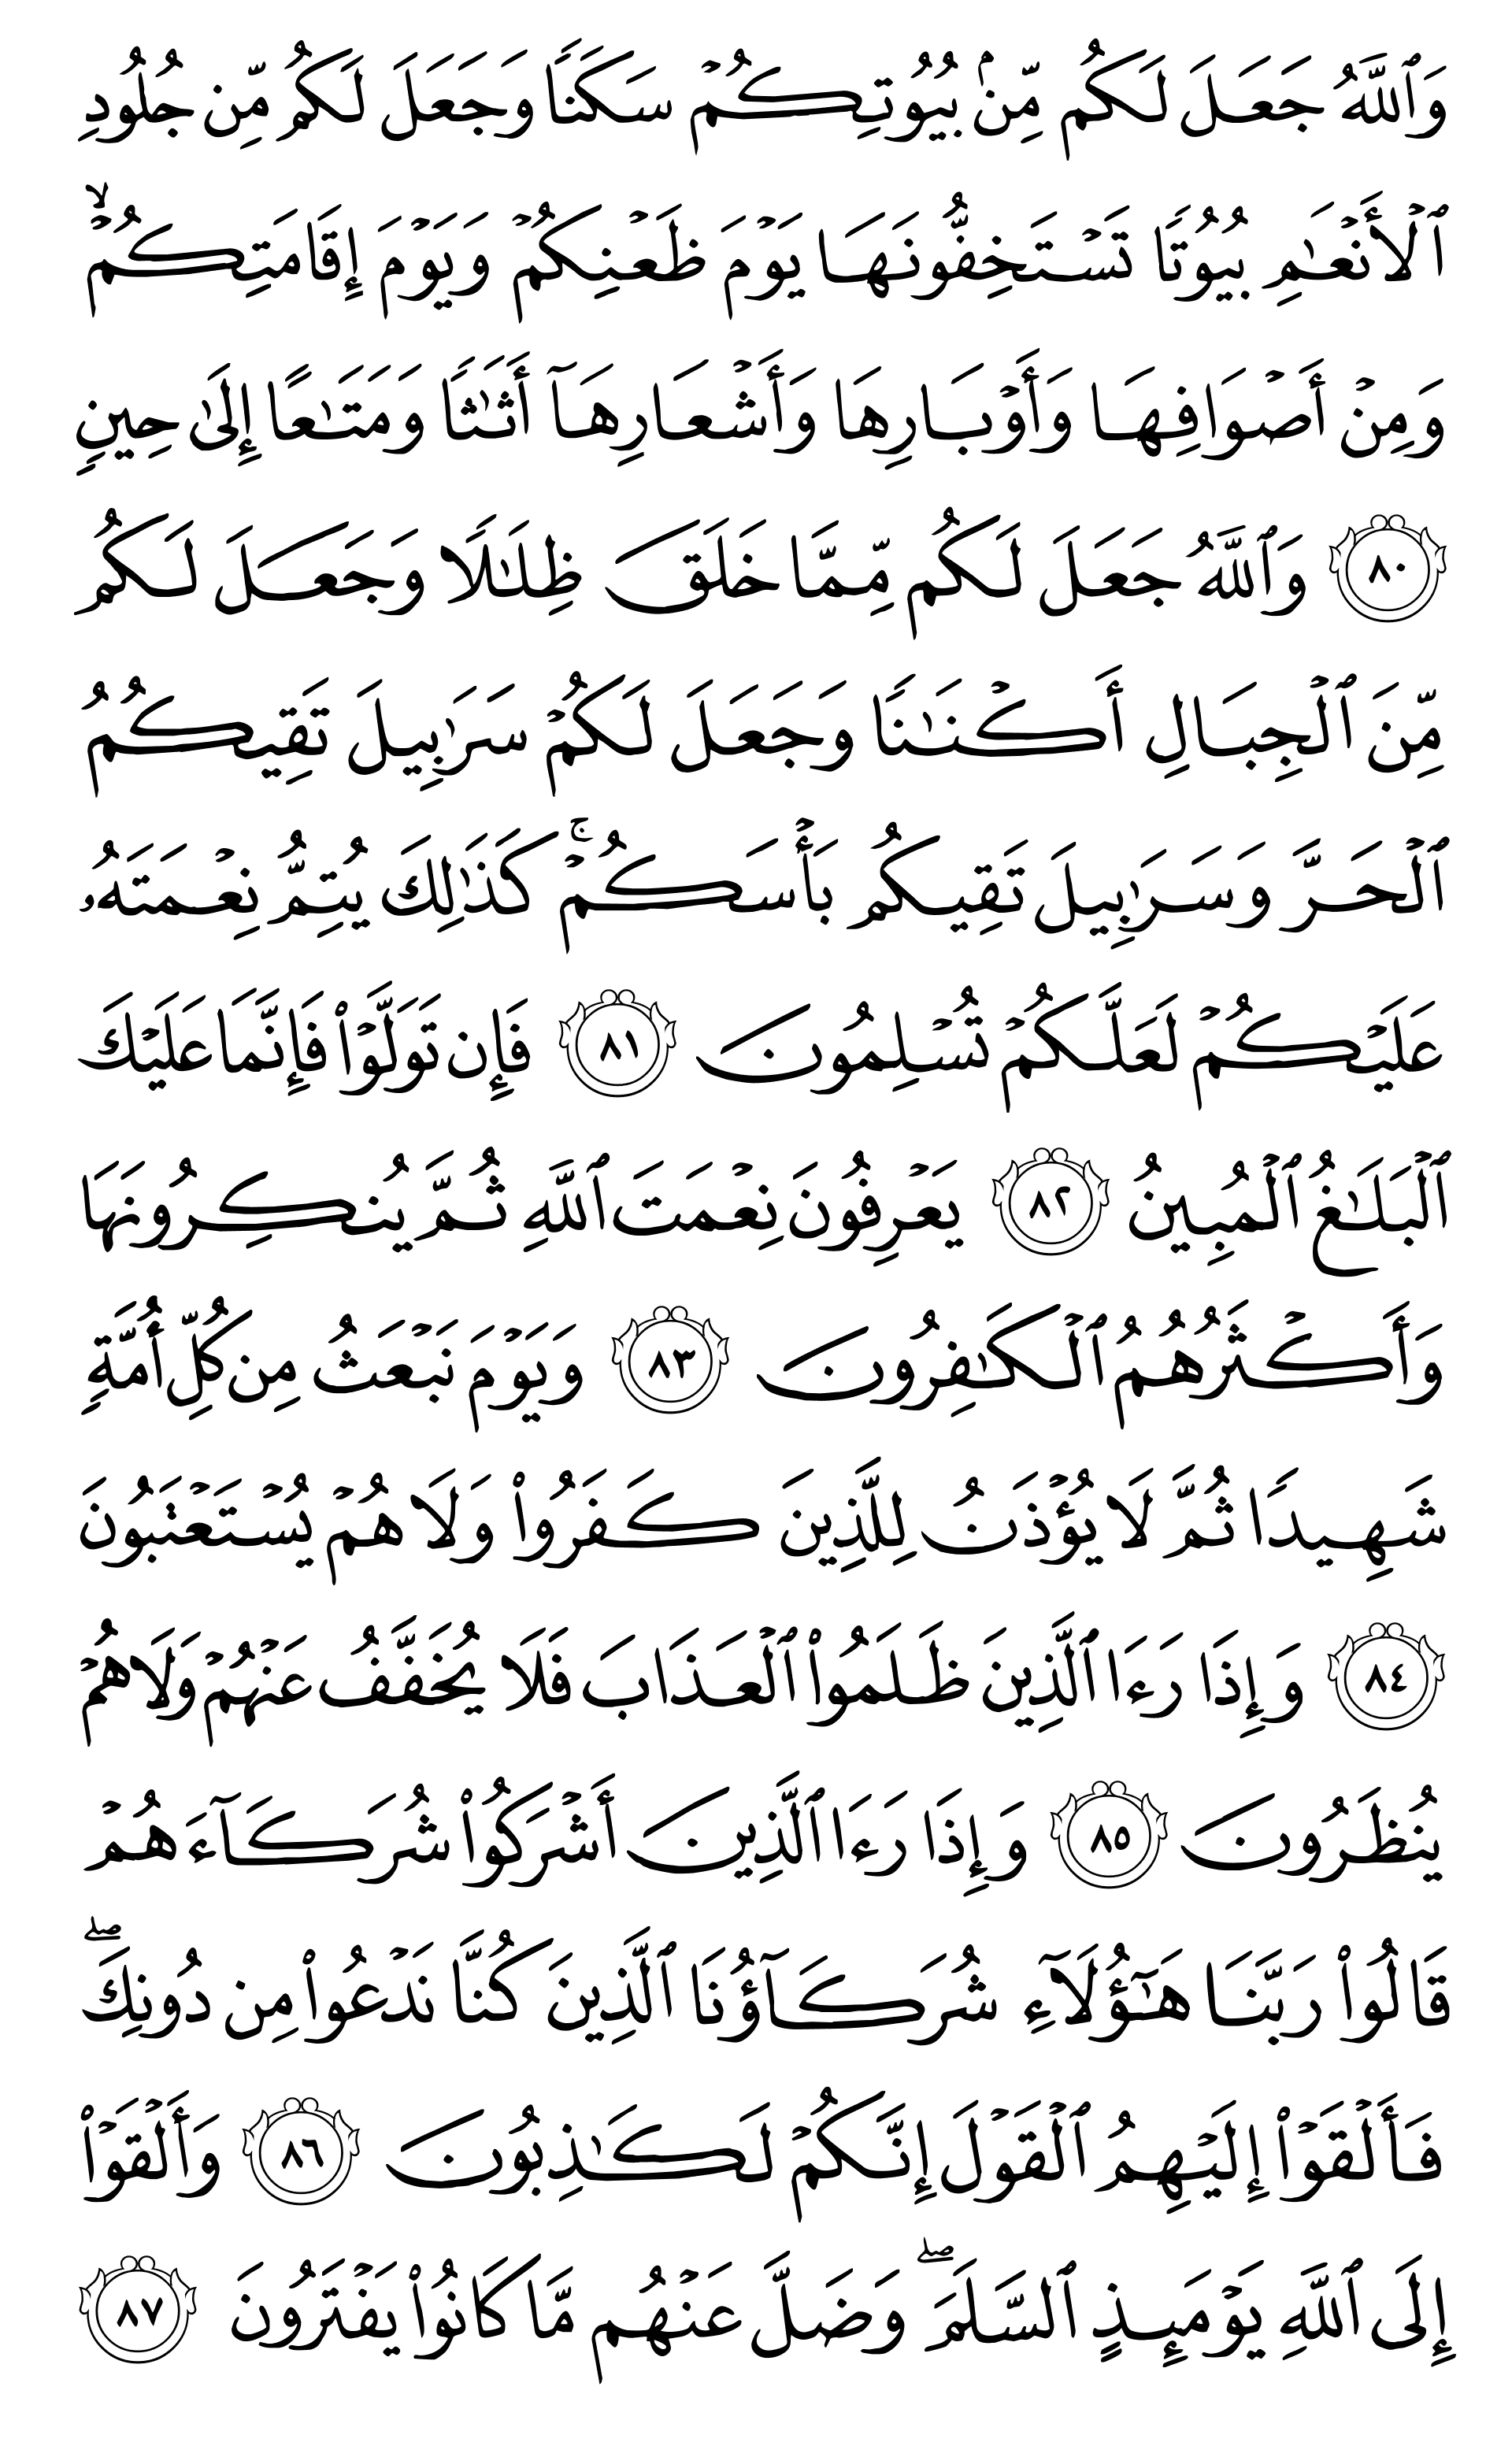 وَٱللَّهُ جَعَلَ لَكُم مِّنۢ بُيُوتِكُمۡ سَكَنٗا وَجَعَلَ لَكُم مِّن جُلُودِ
ٱلۡأَنۡعَٰمِ بُيُوتٗا تَسۡتَخِفُّونَهَا يَوۡمَ ظَعۡنِكُمۡ وَيَوۡمَ إِقَامَتِكُمۡۙ
وَمِنۡ أَصۡوَافِهَا وَأَوۡبَارِهَا وَأَشۡعَارِهَآ أَثَٰثٗا وَمَتَٰعًا إِلَىٰ حِينٖ
٨٠ وَٱللَّهُ جَعَلَ لَكُم مِّمَّا خَلَقَ ظِلَٰلٗا وَجَعَلَ لَكُم
مِّنَ ٱلۡجِبَالِ أَكۡنَٰنٗا وَجَعَلَ لَكُمۡ سَرَٰبِيلَ تَقِيكُمُ
ٱلۡحَرَّ وَسَرَٰبِيلَ تَقِيكُم بَأۡسَكُمۡۚ كَذَٰلِكَ يُتِمُّ نِعۡمَتَهُۥ
عَلَيۡكُمۡ لَعَلَّكُمۡ تُسۡلِمُونَ ٨١ فَإِن تَوَلَّوۡاْ فَإِنَّمَا عَلَيۡكَ
ٱلۡبَلَٰغُ ٱلۡمُبِينُ ٨٢ يَعۡرِفُونَ نِعۡمَتَ ٱللَّهِ ثُمَّ يُنكِرُونَهَا
وَأَكۡثَرُهُمُ ٱلۡكَٰفِرُونَ ٨٣ وَيَوۡمَ نَبۡعَثُ مِن كُلِّ أُمَّةٖ
شَهِيدٗا ثُمَّ لَا يُؤۡذَنُ لِلَّذِينَ كَفَرُواْ وَلَا هُمۡ يُسۡتَعۡتَبُونَ
٨٤ وَإِذَا رَءَا ٱلَّذِينَ ظَلَمُواْ ٱلۡعَذَابَ فَلَا يُخَفَّفُ عَنۡهُمۡ وَلَا هُمۡ
يُنظَرُونَ ٨٥ وَإِذَا رَءَا ٱلَّذِينَ أَشۡرَكُواْ شُرَكَآءَهُمۡ
قَالُواْ رَبَّنَا هَٰٓؤُلَآءِ شُرَكَآؤُنَا ٱلَّذِينَ كُنَّا نَدۡعُواْ مِن دُونِكَۖ
فَأَلۡقَوۡاْ إِلَيۡهِمُ ٱلۡقَوۡلَ إِنَّكُمۡ لَكَٰذِبُونَ ٨٦ وَأَلۡقَوۡاْ
إِلَى ٱللَّهِ يَوۡمَئِذٍ ٱلسَّلَمَۖ وَضَلَّ عَنۡهُم مَّا كَانُواْ يَفۡتَرُونَ ٨٧